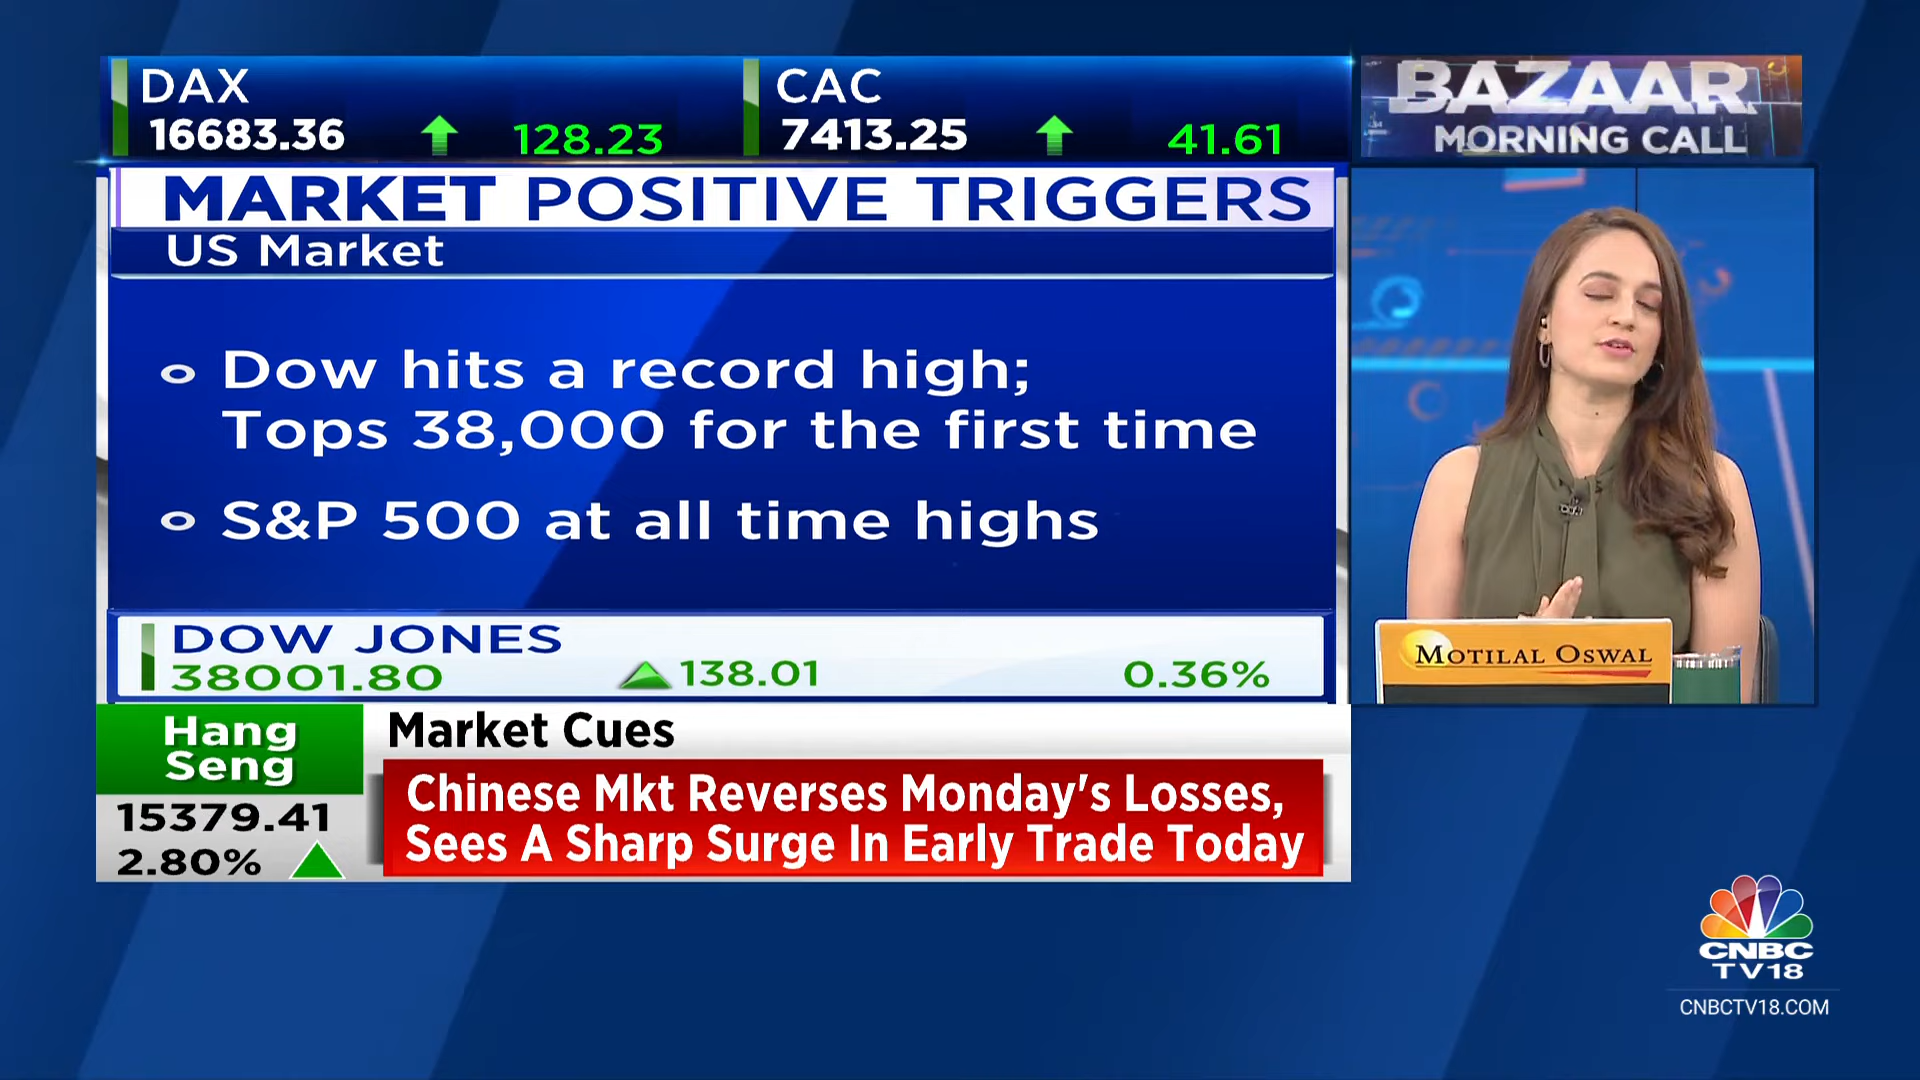 DAX
16683.36 128.23
CAC
7413.25 41.61
BAZAAR
MORNING CALL
MARKET POSITIVE TRIGGERS
US Market
Dow hits a record high;
Tops 38,000 for the first time
S&P 500 at all time highs
DOW JONES
38001.80 138.01 0.36%
Hang
Seng
15379.41
2.80%
Market Cues
Chinese Mkt Reverses Monday's Losses,
Sees A Sharp Surge In Early Trade Today
MOTILAL OSWAL
CNBC
TV18
CNBCTV18.COM